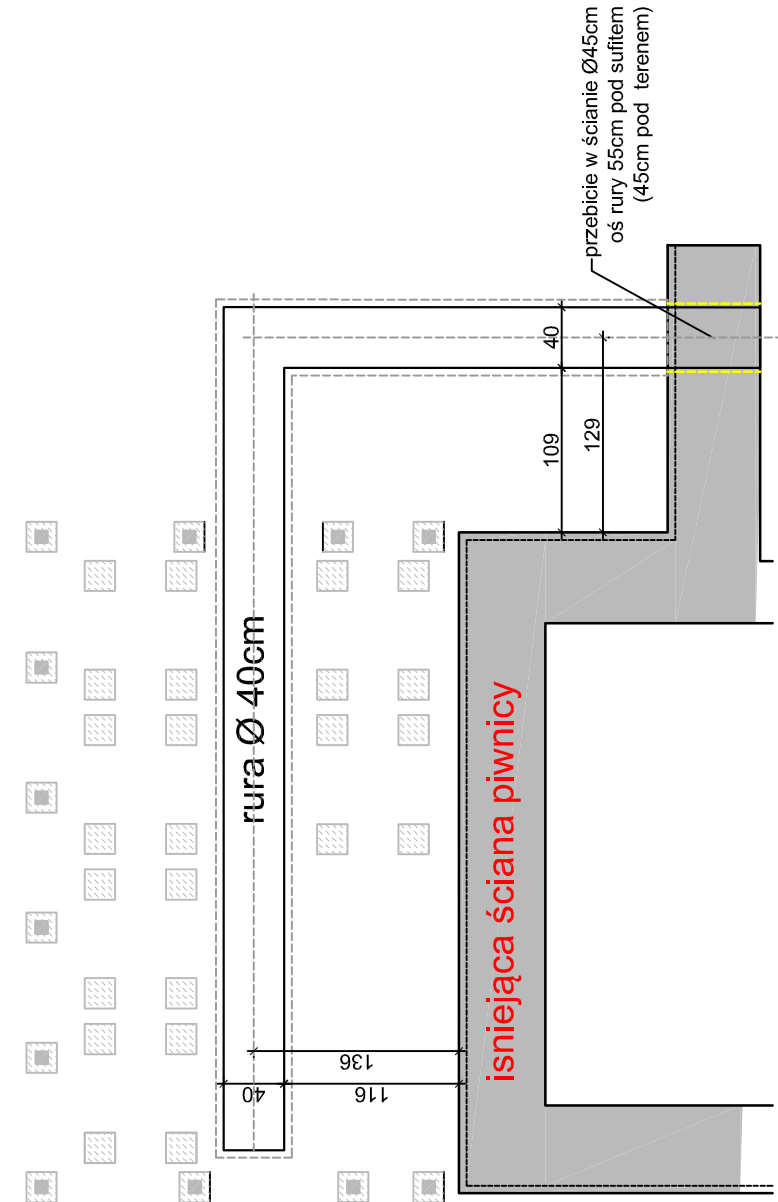 przebicie w ścianie Ø45cm
oś rury 55cm pod sufitem
(45cm pod terenem)
40
109
129
rura Ø 40cm
isniejąca ściana piwnicy
136
40
116